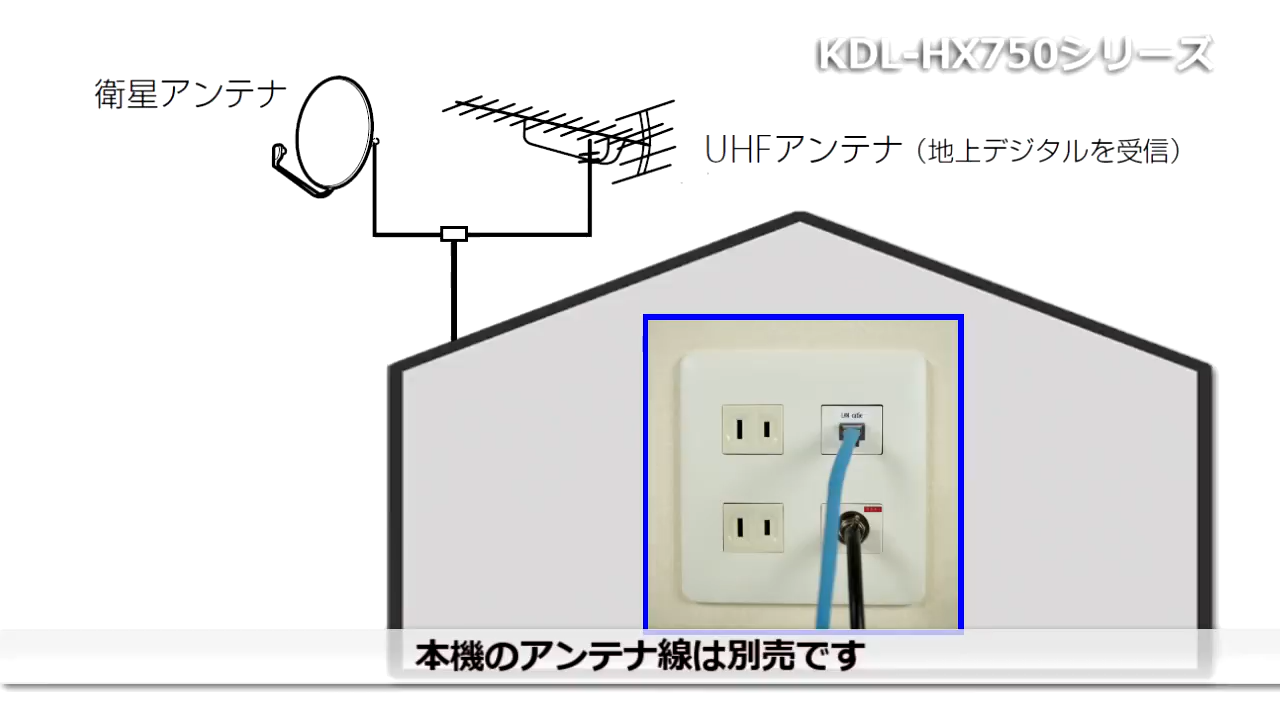 KDL-HX750シリーズ
衛星アンテナ
UHFアンテナ（地上デジタルを受信）
LAN cable
本機のアンテナ線は別売です